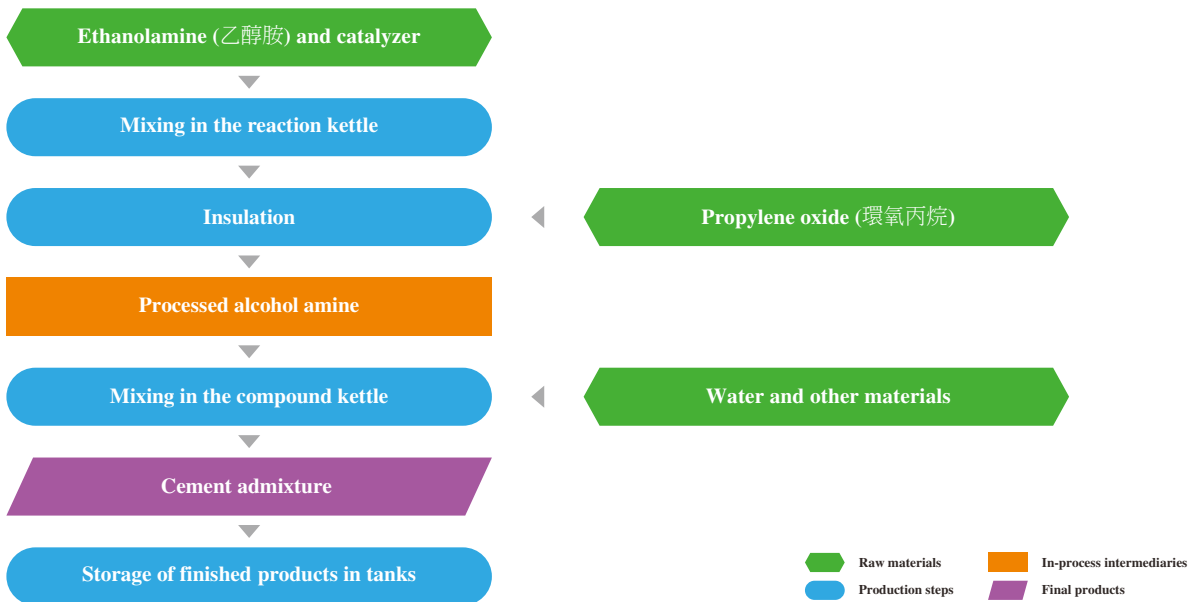 Ethanolamine (乙醇胺) and catalyzer
Mixing in the reaction kettle
Insulation
Propylene oxide (環氧丙烷)
Processed alcohol amine
Mixing in the compound kettle
Water and other materials
Cement admixture
Storage of finished products in tanks
Raw materials
In-process intermediaries
Production steps
Final products